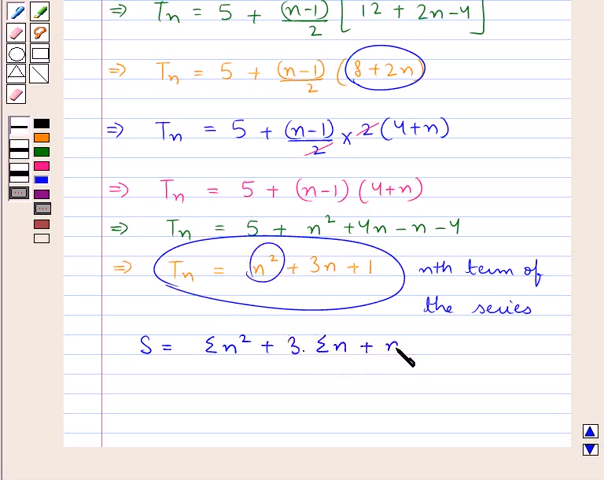 ⇒ Tn = 5 + (n-1)/2 [12 + 2n-4]
⇒ Tn = 5 + (n-1)/2 (8 + 2n)
⇒ Tn = 5 + (n-1)/2 × 2 (4+n)
⇒ Tn = 5 + (n-1) (4+n)
⇒ Tn = 5 + n² + 4n - n - 4
⇒ Tn = n² + 3n + 1 nth term of
the series
S = Σn² + 3. Σn + n